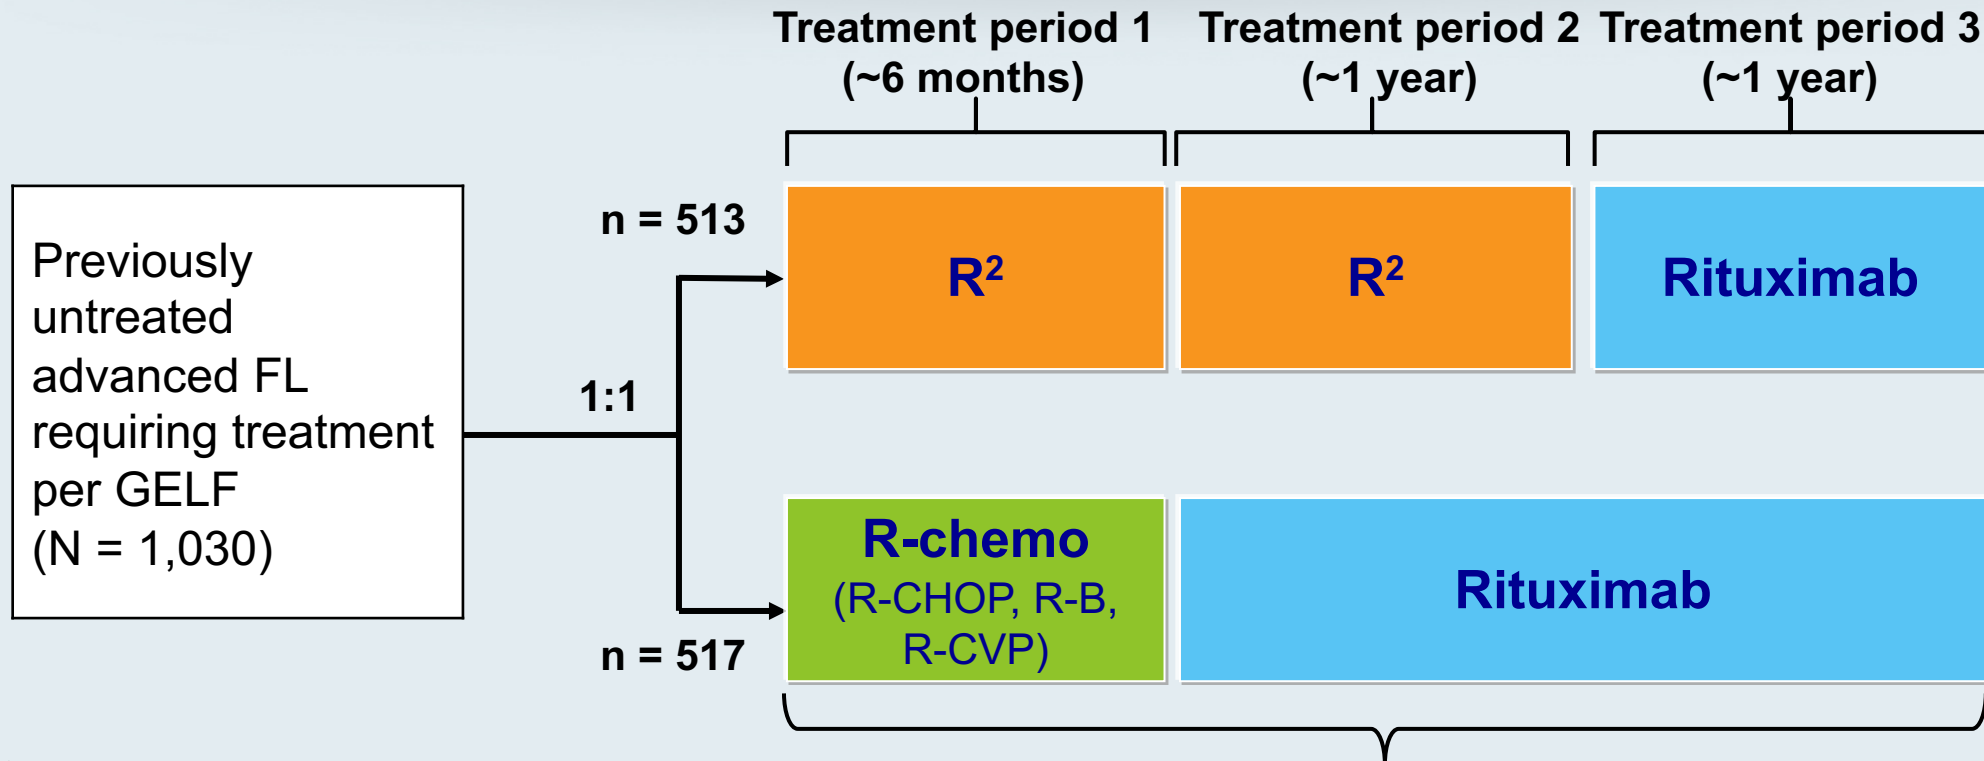 Treatment period 1
(~6 months)
Treatment period 2
(~1 year)
Treatment period 3
(~1 year)
Previously
untreated
advanced FL
requiring treatment
per GELF
(N = 1,030)
1:1
n = 513
R²
R²
Rituximab
n = 517
R-chemo
(R-CHOP, R-B,
R-CVP)
Rituximab